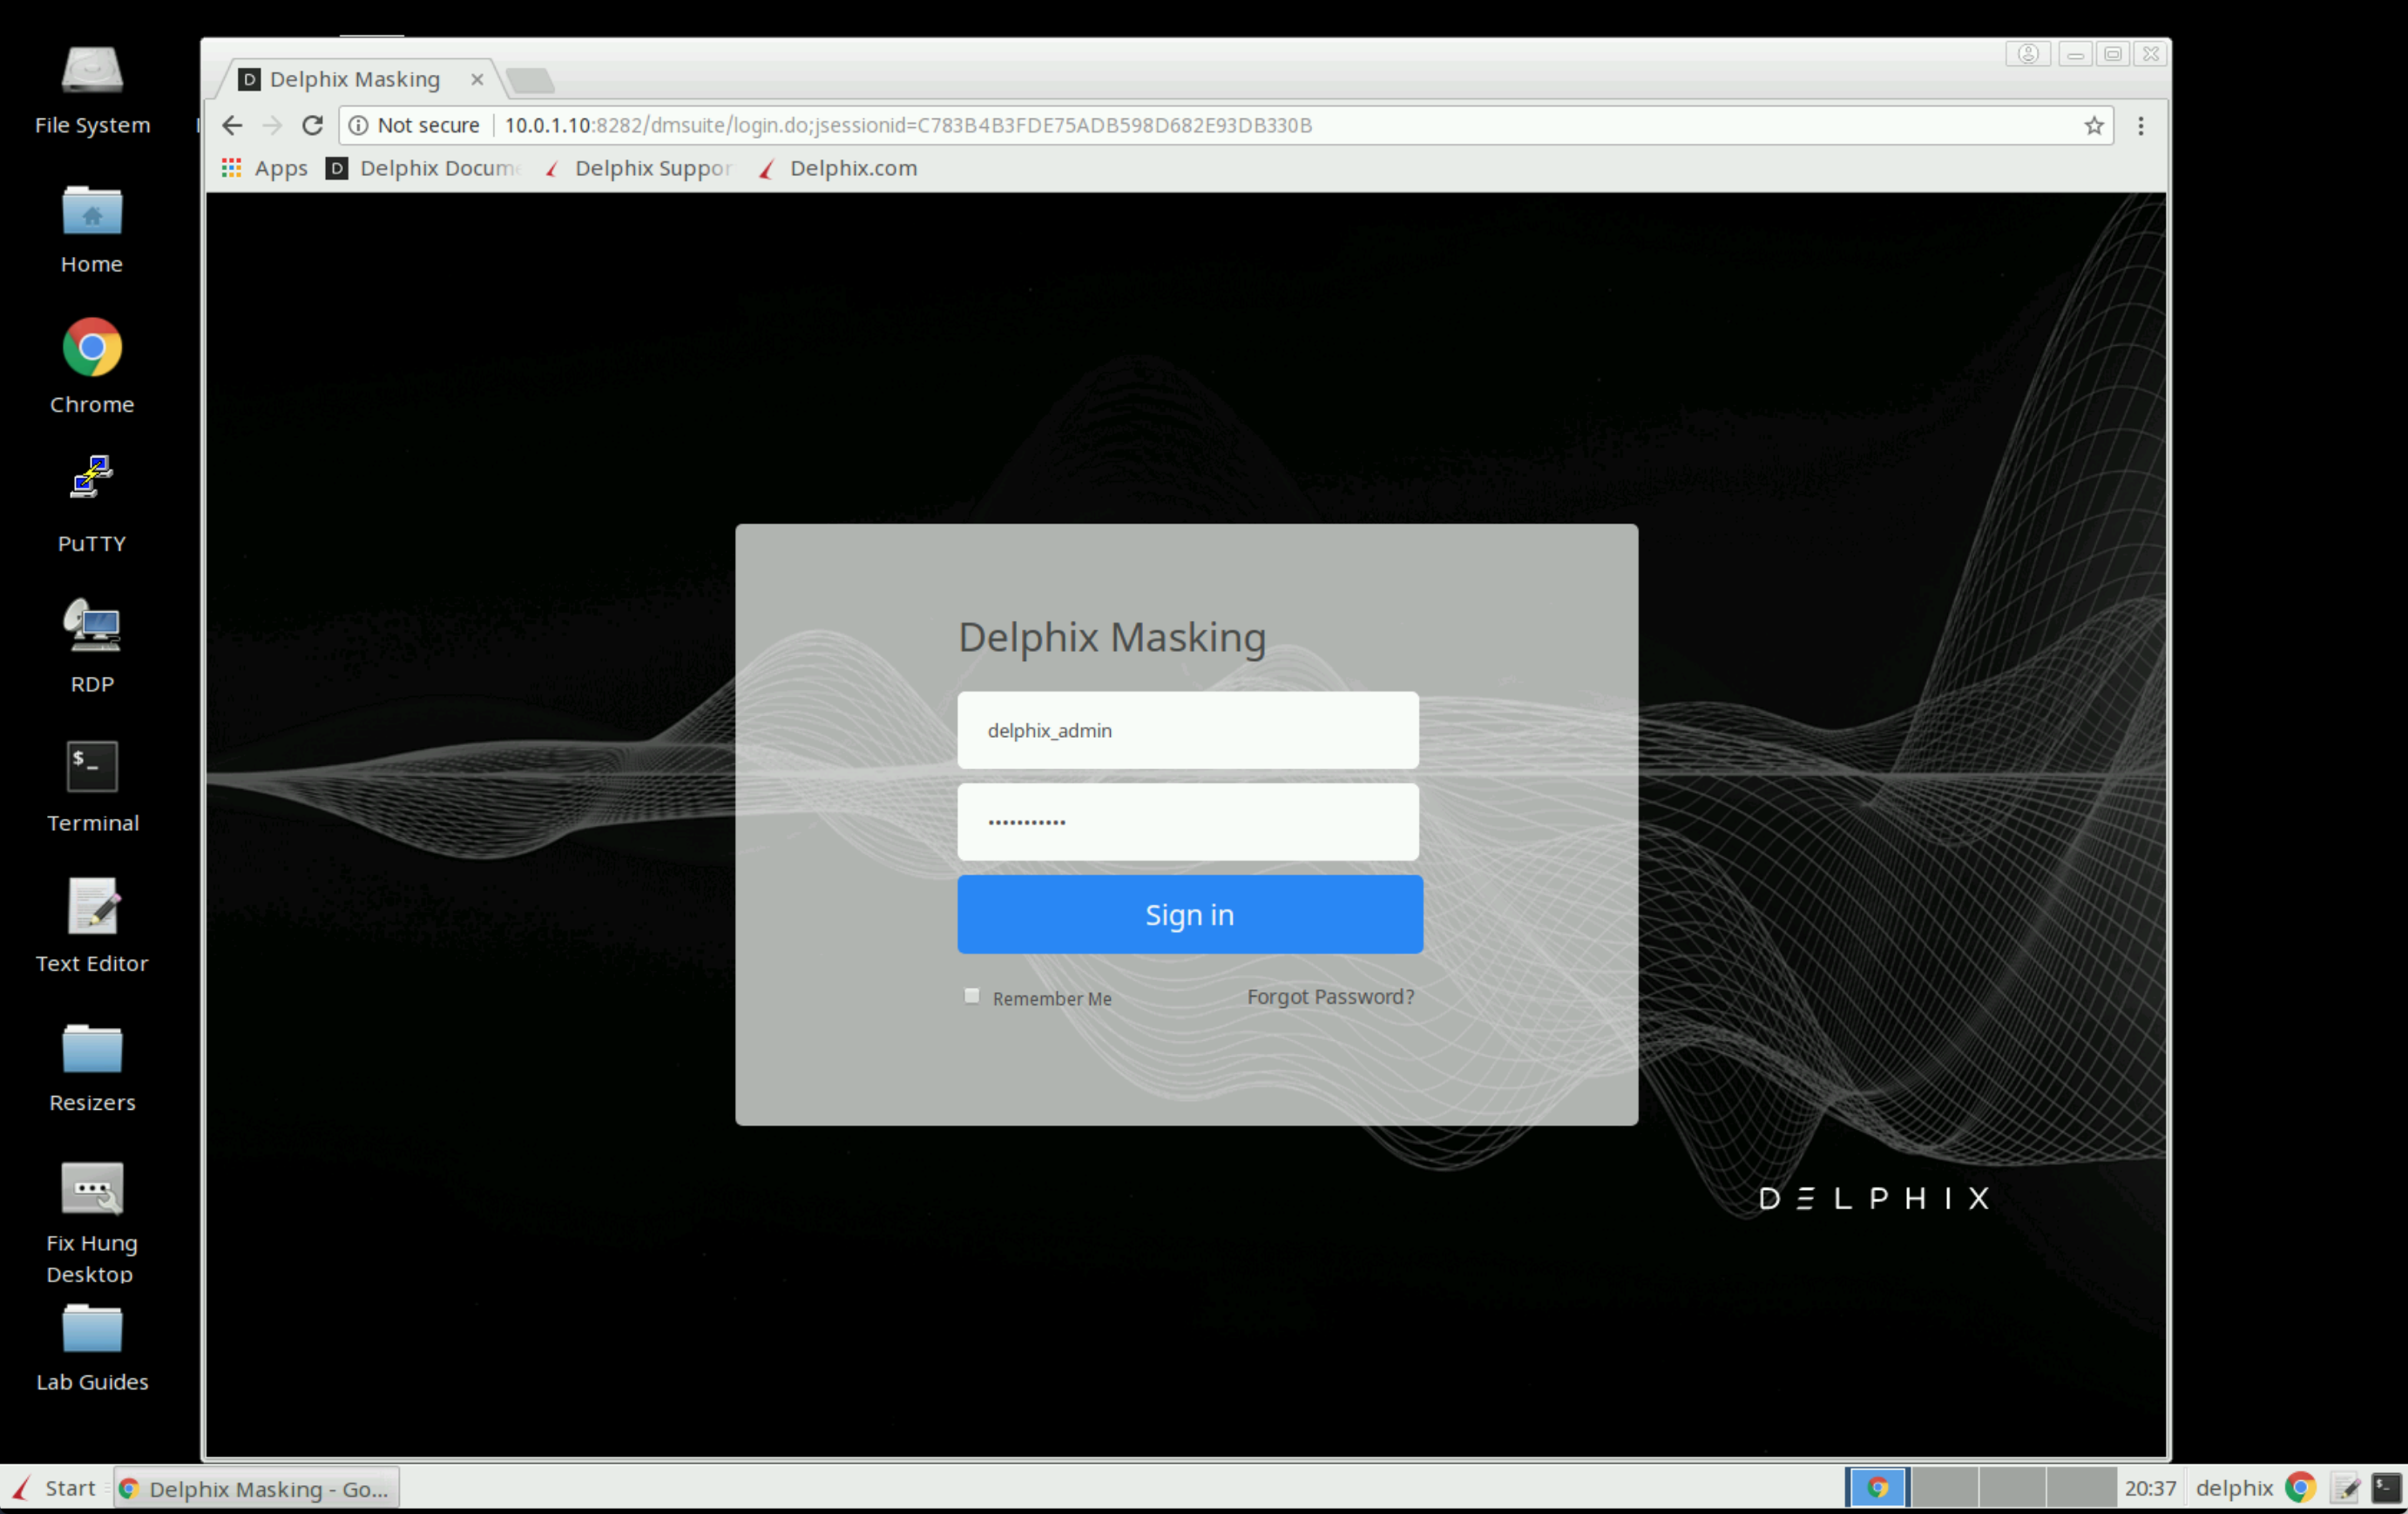 Delphix Masking
Not secure 10.0.1.10:8282/dmsuite/login.do;jsessionid=C783B4B3FDE75ADB598D682E93DB330B
Apps D Delphix Docum Delphix Suppor Delphix.com
File System
Home
Chrome
PuTTY
RDP
$_
Terminal
Text Editor
Resizers
Fix Hung
Desktop
Lab Guides
Delphix Masking
delphix_admin
•••••••••••
Sign in
Remember Me Forgot Password?
DELPHIX
Start Delphix Masking - Go... 20:37 delphix